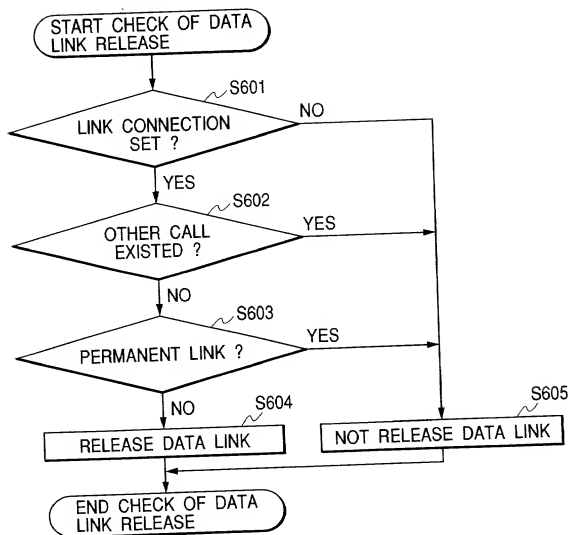 START CHECK OF DATA
LINK RELEASE
S601
LINK CONNECTION
SET ?
NO
YES
S602
OTHER CALL
EXISTED ?
YES
NO
S603
PERMANENT LINK ?
YES
NO
S604
RELEASE DATA LINK
S605
NOT RELEASE DATA LINK
END CHECK OF DATA
LINK RELEASE